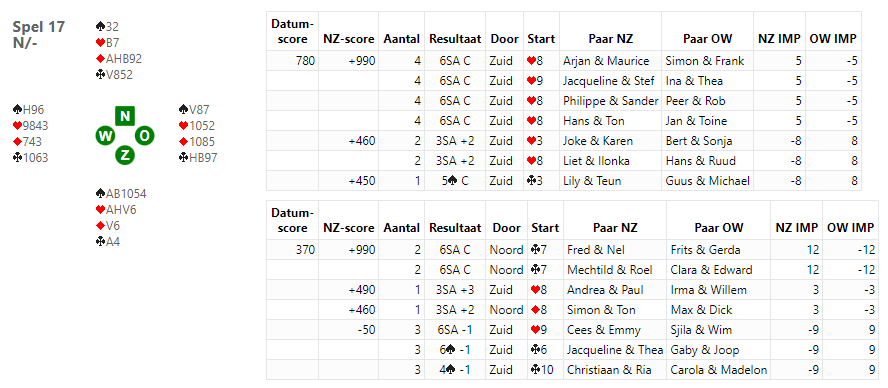 Spel 17
N/-
♠32
♥B7
♦AHB92
♣V852
♠H96
♥9843
♦743
♣1063
N
W O
Z
♠V87
♥1052
♦1085
♣HB97
♠AB1054
♥AHV6
♦V6
♣A4
Datum-
score NZ-score Aantal Resultaat Door Start Paar NZ Paar OW NZ IMP OW IMP
780 +990 4 6SA C Zuid ♥8 Arjan & Maurice Simon & Frank 5 -5
4 6SA C Zuid ♥9 Jacqueline & Stef Ina & Thea 5 -5
4 6SA C Zuid ♥8 Philippe & Sander Peer & Rob 5 -5
4 6SA C Zuid ♥8 Hans & Ton Jan & Toine 5 -5
+460 2 3SA +2 Zuid ♥3 Joke & Karen Bert & Sonja -8 8
2 3SA +2 Zuid ♥8 Liet & Ilonka Hans & Ruud -8 8
+450 1 5♠ C Zuid ♣3 Lily & Teun Guus & Michael -8 8
Datum-
score NZ-score Aantal Resultaat Door Start Paar NZ Paar OW NZ IMP OW IMP
370 +990 2 6SA C Noord ♣7 Fred & Nel Frits & Gerda 12 -12
2 6SA C Noord ♣7 Mechtild & Roel Clara & Edward 12 -12
+490 1 3SA +3 Zuid ♥8 Andrea & Paul Irma & Willem 3 -3
+460 1 3SA +2 Noord ♦8 Simon & Ton Max & Dick 3 -3
-50 3 6SA -1 Zuid ♥9 Cees & Emmy Sjila & Wim -9 9
3 6♠ -1 Zuid ♣6 Jacqueline & Thea Gaby & Joop -9 9
3 4♠ -1 Zuid ♣10 Christiaan & Ria Carola & Madelon -9 9